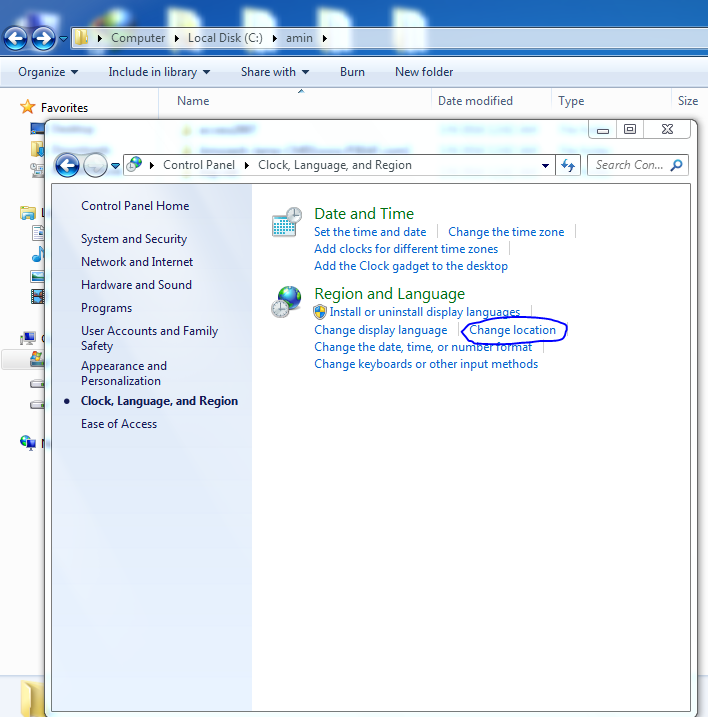 Computer Local Disk (C:) amin
Organize Include in library Share with Burn New folder
Favorites
Name Date modified Type Size
Control Panel Clock, Language, and Region Search Con...
Control Panel Home
System and Security
Network and Internet
Hardware and Sound
Programs
User Accounts and Family
Safety
Appearance and
Personalization
Clock, Language, and Region
Ease of Access
Date and Time
Set the time and date Change the time zone
Add clocks for different time zones
Add the Clock gadget to the desktop
Region and Language
Install or uninstall display languages
Change display language Change location
Change the date, time, or number format
Change keyboards or other input methods